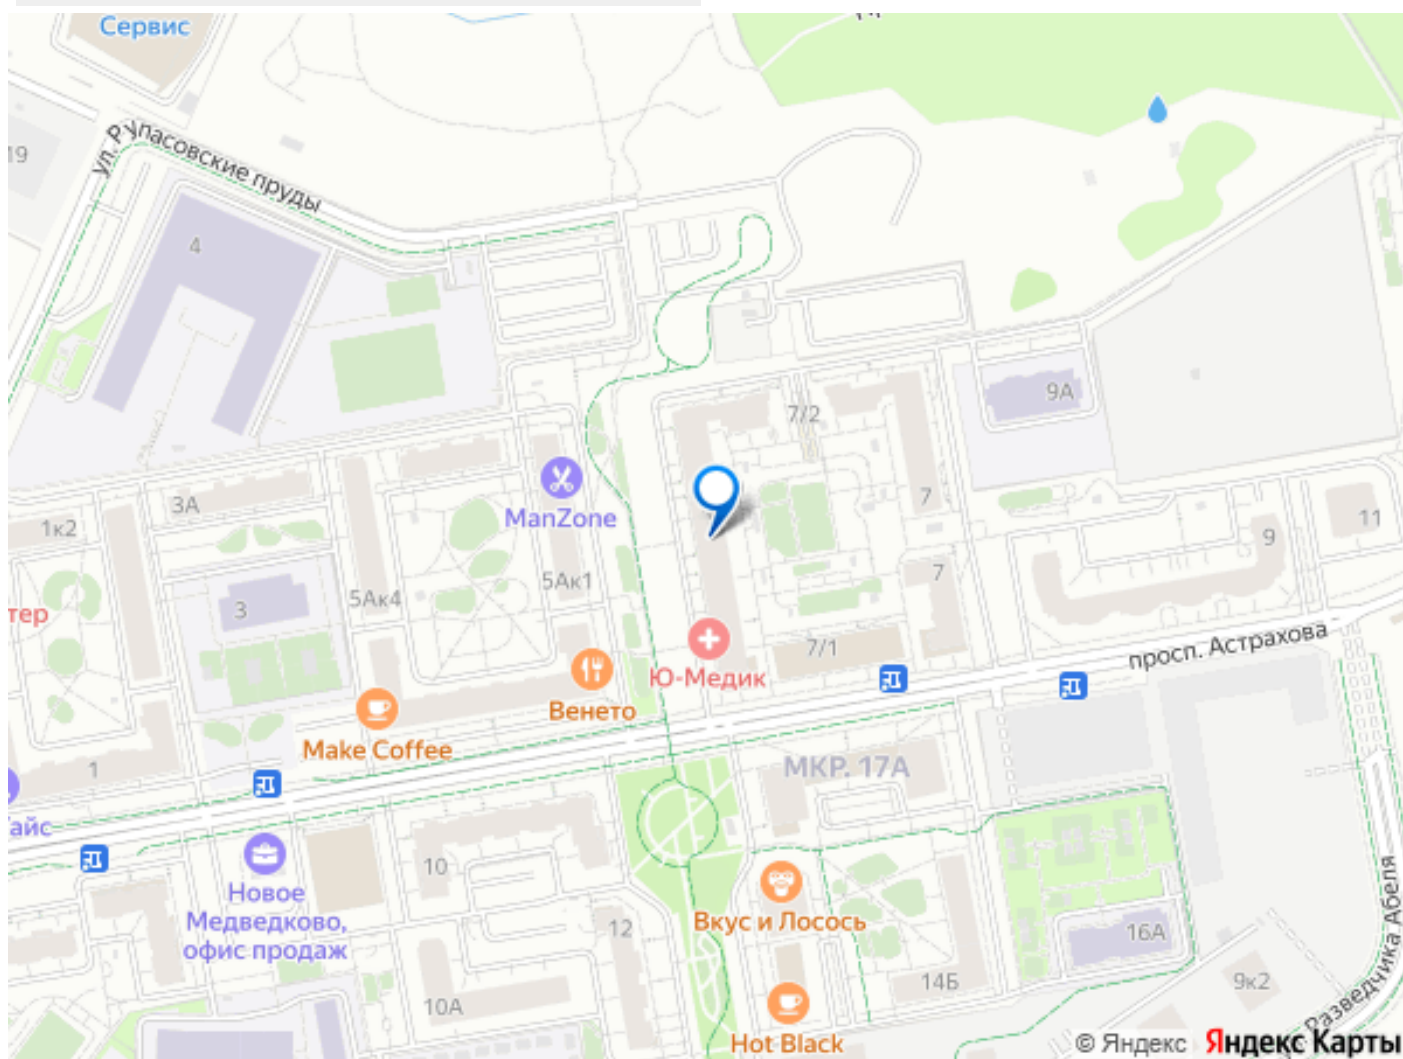 Сервис
19
ул. Рупасовские пруды
4
9А
7/2
ManZone
3А
1к2
7
11
9
5Ак4
5Ак1
3
7
тер
7/1
просп. Астрахова
Ю-Медик
Венето
Make Coffee
МКР. 17А
1
айс
10
Новое
Медведково,
офис продаж
Вкус и Лосось
12
16А
10А
14Б
9к2
Разведчика Абеля
Hot Black
© Яндекс Яндекс Карты